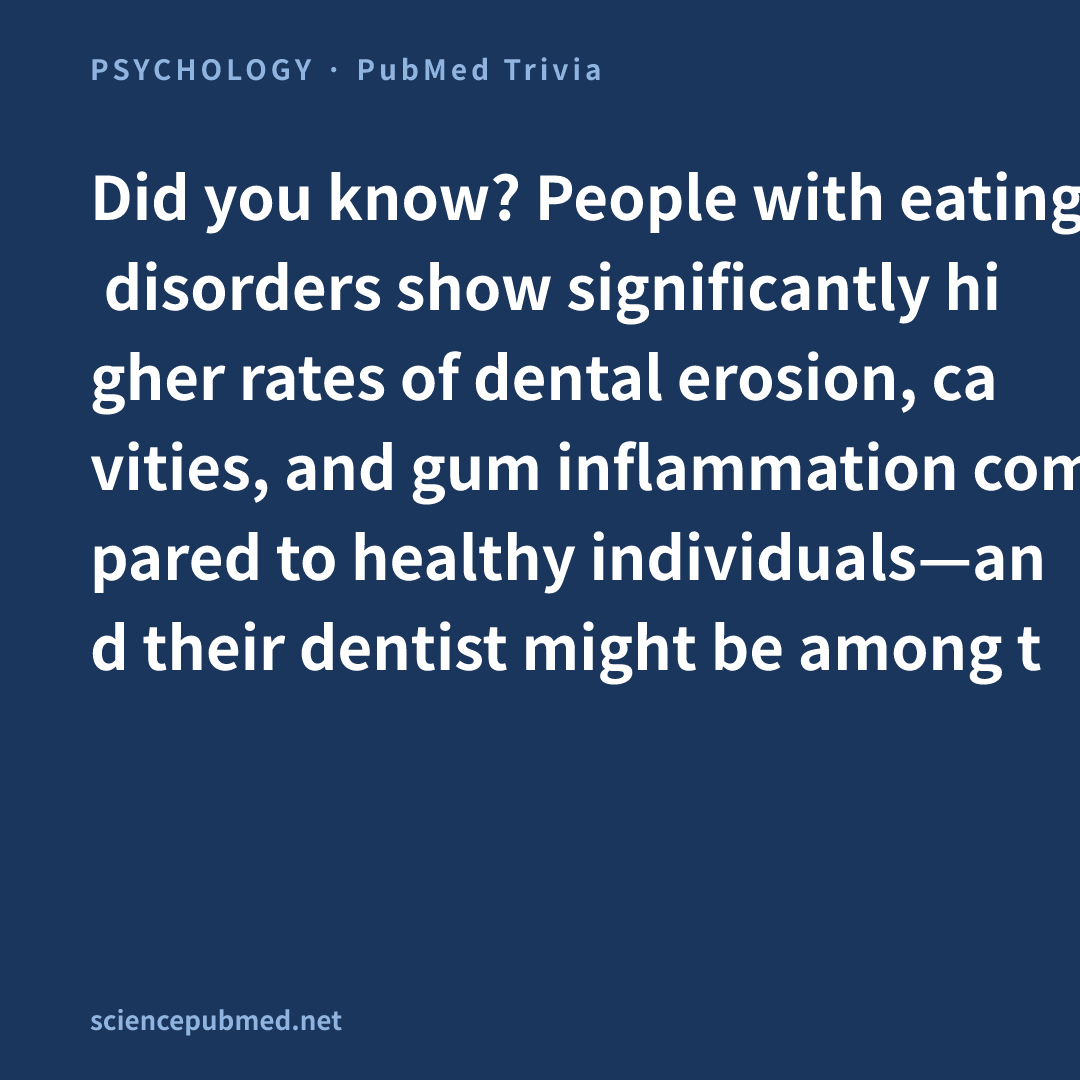 PSYCHOLOGY · PubMed Trivia
Did you know? People with eating
disorders show significantly hi
gher rates of dental erosion, ca
vities, and gum inflammation com
pared to healthy individuals—an
d their dentist might be among t
sciencepubmed.net